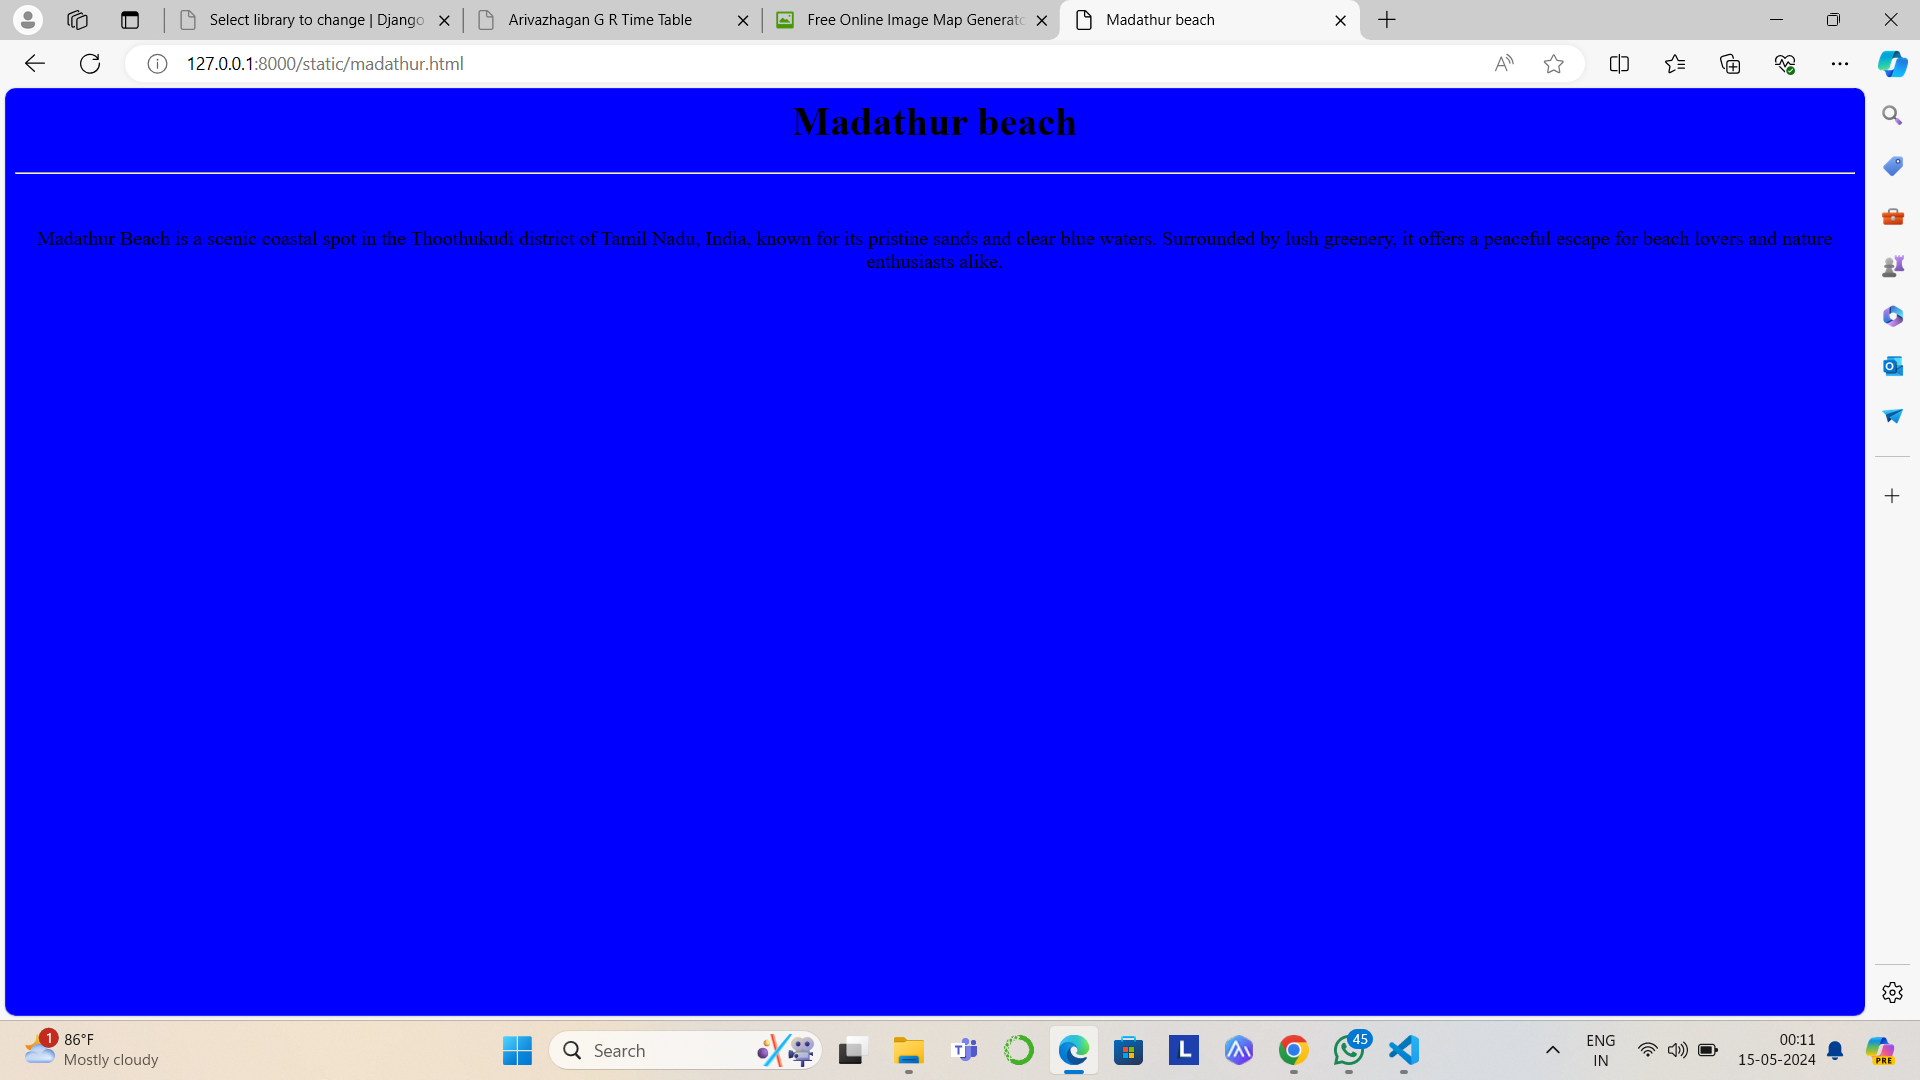 Select library to change | Django
Arivazhagan G R Time Table
Free Online Image Map Generato
Madathur beach
127.0.0.1:8000/static/madathur.html
Madathur beach
Madathur Beach is a scenic coastal spot in the Thoothukudi district of Tamil Nadu, India, known for its pristine sands and clear blue waters. Surrounded by lush greenery, it offers a peaceful escape for beach lovers and nature
enthusiasts alike.
1
86°F
Mostly cloudy
Search
L
45
ENG
IN
00:11
15-05-2024
PRE